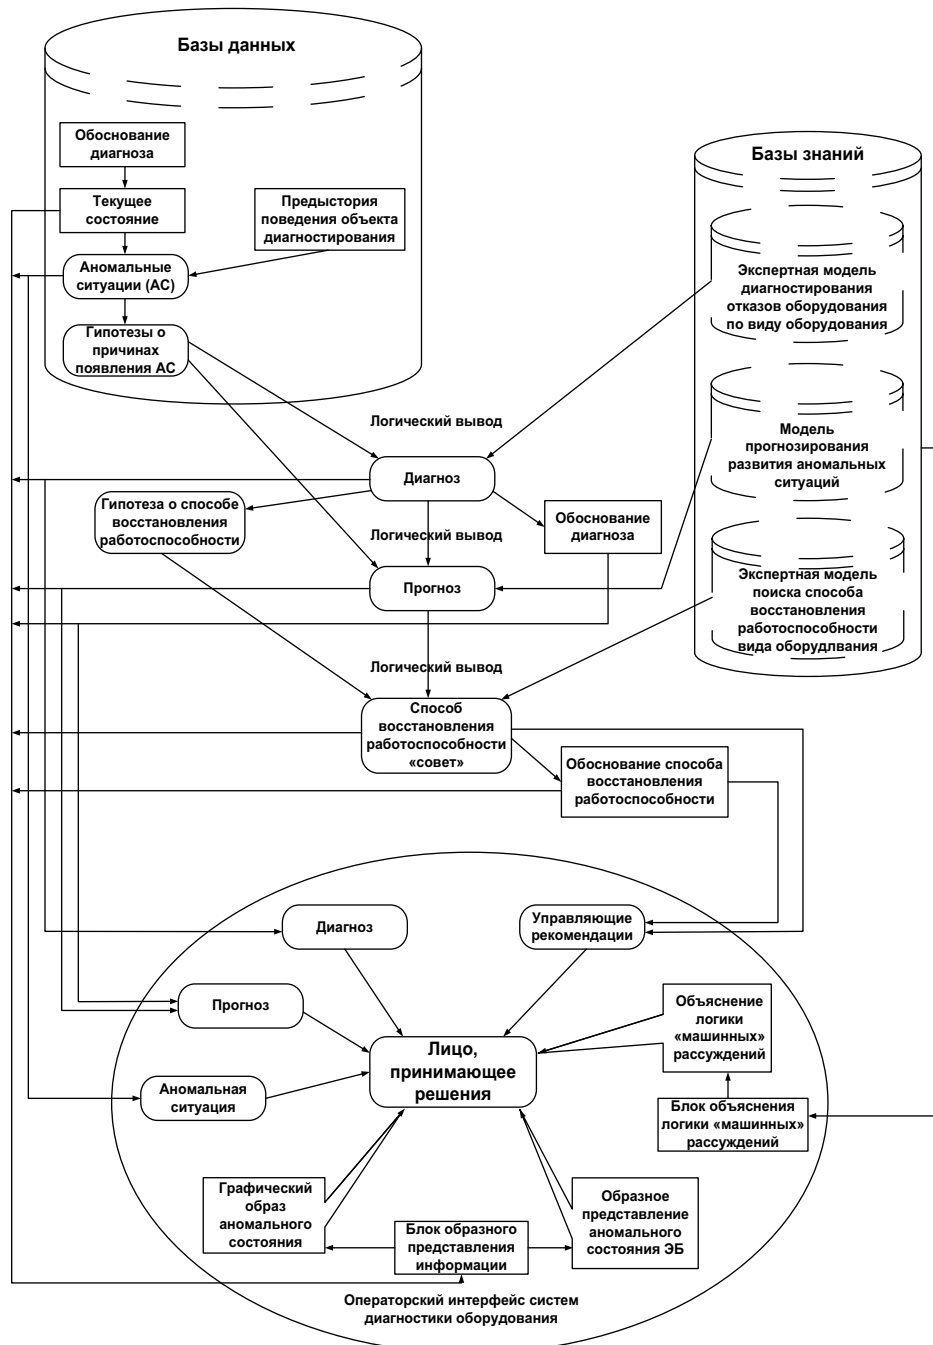 Базы данных
Обоснование
диагноза
Текущее
состояние
Предыстория
поведения объекта
диагностирования
Аномальные
ситуации (АС)
Гипотезы о
причинах
появления АС
Базы знаний
Экспертная модель
диагностирования
отказов оборудования
по виду оборудования
Модель
прогнозирования
развития аномальных
ситуаций
Экспертная модель
поиска способа
восстановления
работоспособности
вида оборудлвания
Логический вывод
Диагноз
Гипотеза о способе
восстановления
работоспособности
Обоснование
диагноза
Логический вывод
Прогноз
Логический вывод
Способ
восстановления
работоспособности
«совет»
Обоснование способа
восстановления
работоспособности
Диагноз
Управляющие
рекомендации
Прогноз
Объяснение
логики
«машинных»
рассуждений
Лицо,
принимающее
решения
Аномальная
ситуация
Блок объяснения
логики «машинных»
рассуждений
Графический
образ
аномального
состояния
Блок образного
представления
информации
Образное
представление
аномального
состояния ЭБ
Операторский интерфейс систем
диагностики оборудования